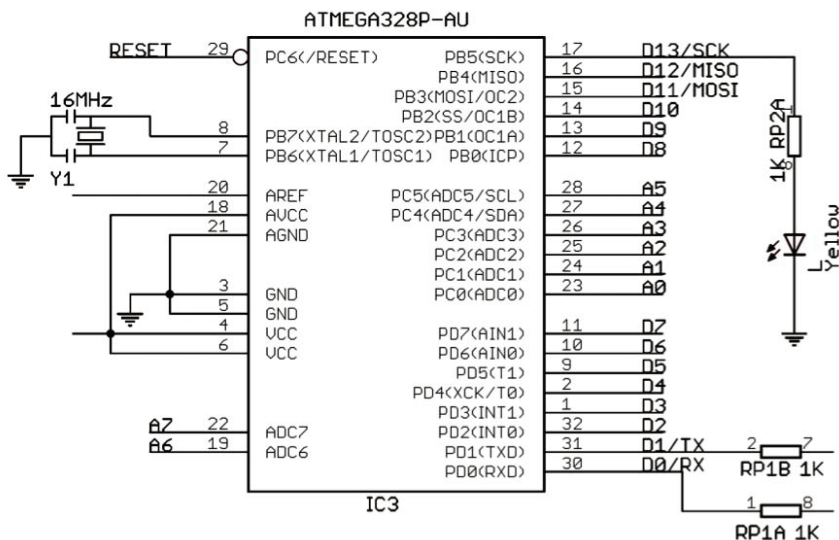 ATMEGA328P-AU
RESET 29 PC6(/RESET) PB5(SCK) 17 D13/SCK
PB4(MISO) 16 D12/MISO
16MHz PB3(MOSI/OC2) 15 D11/MOSI
PB2(SS/OC1B) 14 D10
8 PB7(XTAL2/TOSC2) PB1(OC1A) 13 D9
7 PB6(XTAL1/TOSC1) PB0(ICP) 12 D8
Y1
1 1K RP2A 8
20 AREF PC5(ADC5/SCL) 28 A5
18 AVCC PC4(ADC4/SDA) 27 A4
21 AGND PC3(ADC3) 26 A3
PC2(ADC2) 25 A2
PC1(ADC1) 24 A1
L Yellow
3 GND PC0(ADC0) 23 A0
5 GND
4 VCC PD7(AIN1) 11 D7
6 VCC PD6(AIN0) 10 D6
PD5(T1) 9 D5
PD4(XCK/T0) 2 D4
PD3(INT1) 1 D3
A7 22 ADC7 PD2(INT0) 32 D2
A6 19 ADC6 PD1(TXD) 31 D1/TX 2 7
PD0(RXD) 30 D0/RX RP1B 1K
IC3 1 8
RP1A 1K